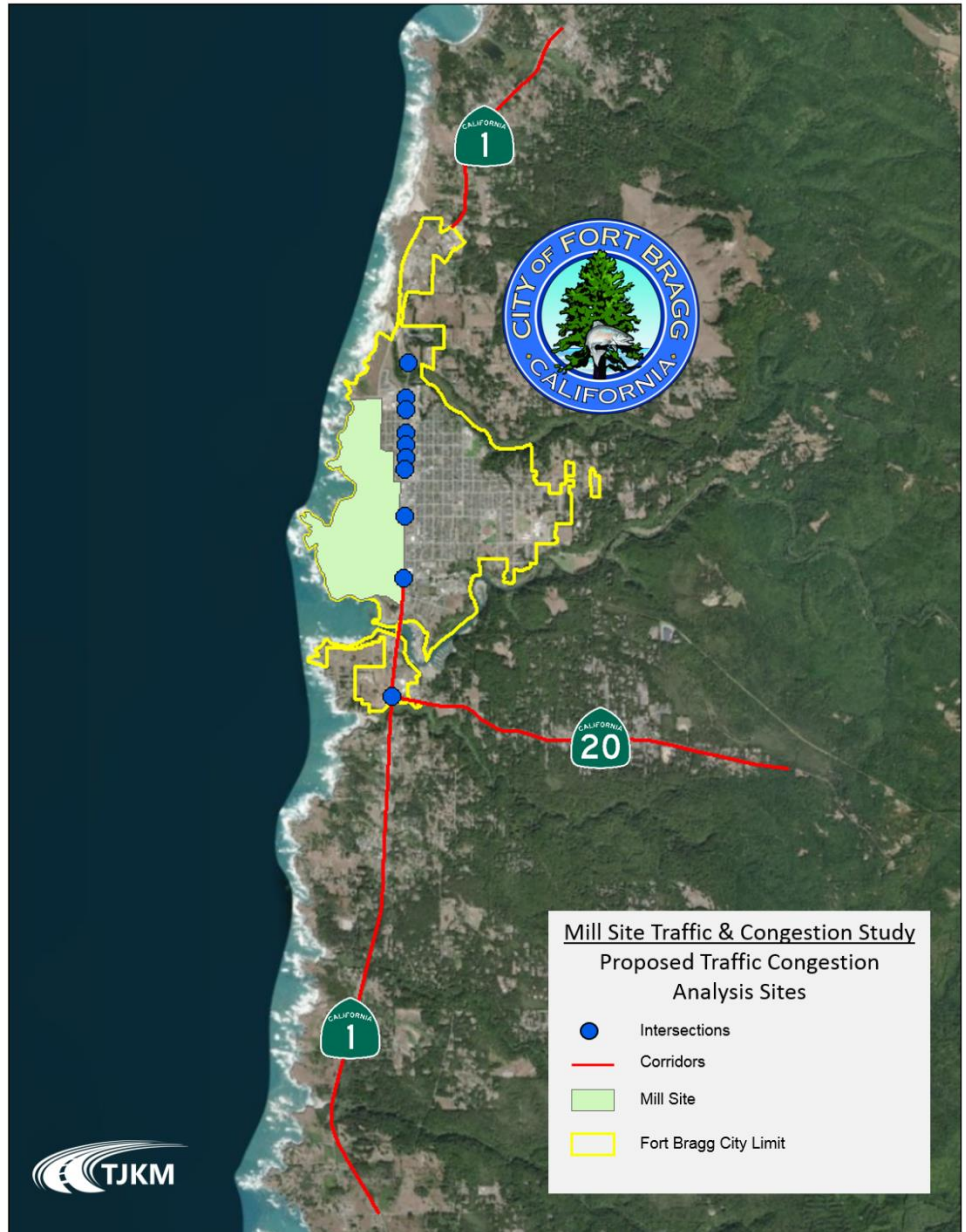 CALIFORNIA
1
CITY OF FORT BRAGG
· CALIFORNIA ·
CALIFORNIA
20
CALIFORNIA
1
Mill Site Traffic & Congestion Study
Proposed Traffic Congestion
Analysis Sites
Intersections
Corridors
Mill Site
Fort Bragg City Limit
TJKM